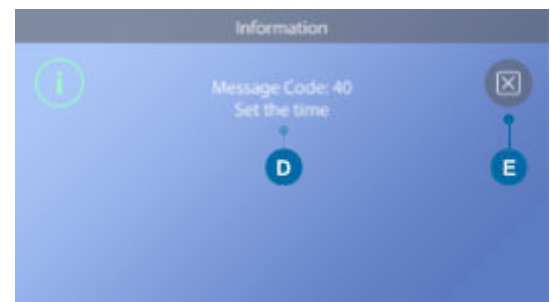 Information
i
Message Code: 40
Set the time
D
E